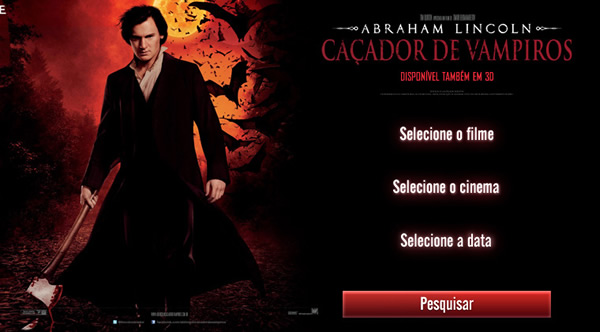 E
ABRAHAM LINCOLN
CAÇADOR DE VAMPIROS
DISPONÍVEL TAMBÉM EM 3D
Selecione o filme
Selecione o cinema
Selecione a data
Pesquisar